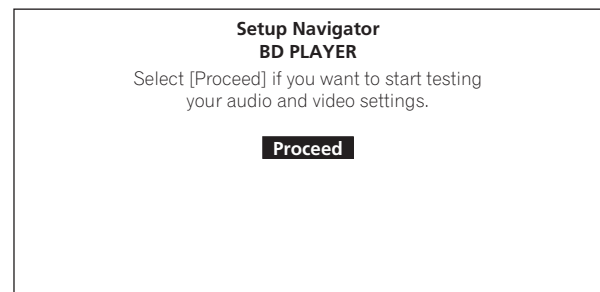 Setup Navigator
BD PLAYER
Select [Proceed] if you want to start testing
your audio and video settings.
Proceed